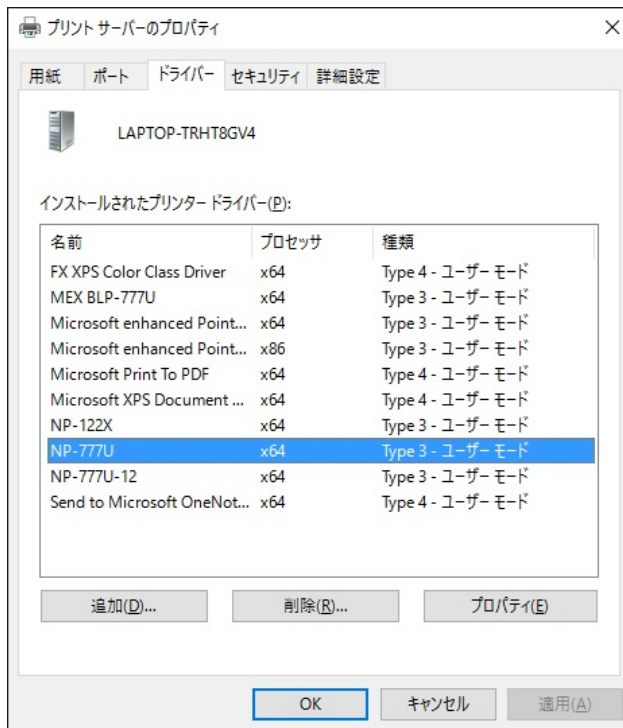 プリント サーバーのプロパティ
用紙 ポート ドライバー セキュリティ 詳細設定
LAPTOP-TRHT8GV4
インストールされたプリンター ドライバー(P):
名前 プロセッサ 種類
FX XPS Color Class Driver x64 Type 4 - ユーザー モード
MEX BLP-777U x64 Type 3 - ユーザー モード
Microsoft enhanced Point... x64 Type 3 - ユーザー モード
Microsoft enhanced Point... x86 Type 3 - ユーザー モード
Microsoft Print To PDF x64 Type 4 - ユーザー モード
Microsoft XPS Document ... x64 Type 4 - ユーザー モード
NP-122X x64 Type 3 - ユーザー モード
NP-777U x64 Type 3 - ユーザー モード
NP-777U-12 x64 Type 3 - ユーザー モード
Send to Microsoft OneNot... x64 Type 4 - ユーザー モード
追加(D)... 削除(R)... プロパティ(E)
OK キャンセル 適用(A)